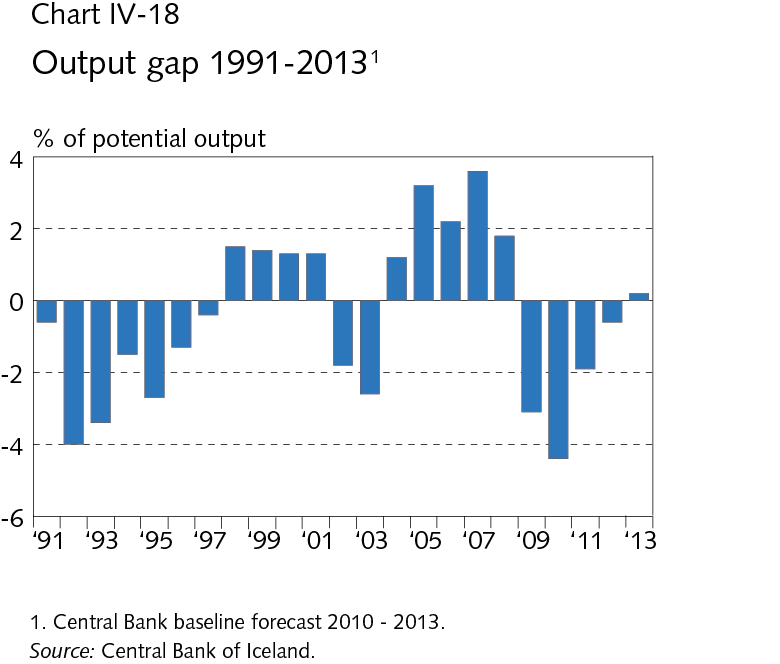 Chart IV-18
Output gap 1991-2013¹
% of potential output
4
2
0
-2
-4
-6
‘91 ‘93 ‘95 ‘97 ‘99 ‘01 ‘03 ‘05 ‘07 ‘09 ‘11 ‘13
1. Central Bank baseline forecast 2010 - 2013.
Source: Central Bank of Iceland.